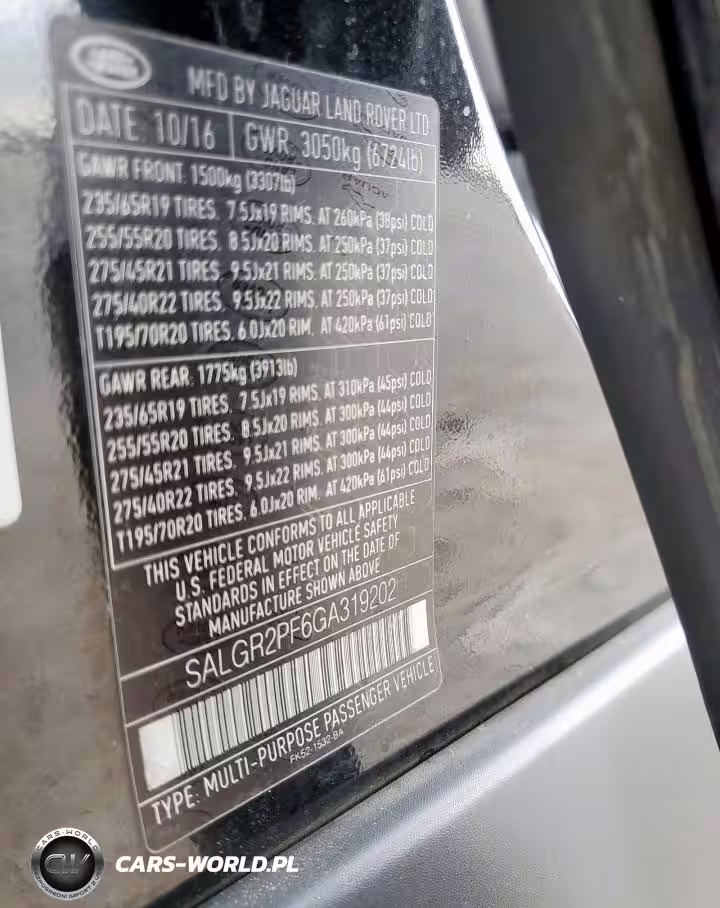 LAND ROVER
MFD BY JAGUAR LAND ROVER LTD
DATE: 10/16 GWR: 3050kg (6724lb)
GAWR FRONT: 1500kg (3307lb)
235/65R19 TIRES, 7.5Jx19 RIMS, AT 260kPa (38psi) COLD
255/55R20 TIRES, 8.5Jx20 RIMS, AT 250kPa (37psi) COLD
275/45R21 TIRES, 9.5Jx21 RIMS, AT 250kPa (37psi) COLD
275/40R22 TIRES, 9.5Jx22 RIMS, AT 250kPa (37psi) COLD
T195/70R20 TIRES, 6.0Jx20 RIM, AT 420kPa (61psi) COLD
GAWR REAR: 1775kg (3913lb)
235/65R19 TIRES, 7.5Jx19 RIMS, AT 310kPa (45psi) COLD
255/55R20 TIRES, 8.5Jx20 RIMS, AT 300kPa (44psi) COLD
275/45R21 TIRES, 9.5Jx21 RIMS, AT 300kPa (44psi) COLD
275/40R22 TIRES, 9.5Jx22 RIMS, AT 300kPa (44psi) COLD
T195/70R20 TIRES, 6.0Jx20 RIM, AT 420kPa (61psi) COLD
THIS VEHICLE CONFORMS TO ALL APPLICABLE
U.S. FEDERAL MOTOR VEHICLE SAFETY
STANDARDS IN EFFECT ON THE DATE OF
MANUFACTURE SHOWN ABOVE
SALGR2PF6GA319202
TYPE: MULTI-PURPOSE PASSENGER VEHICLE
FK52-1532-BA
CARS-WORLD
CW
CARS-WORLD.PL